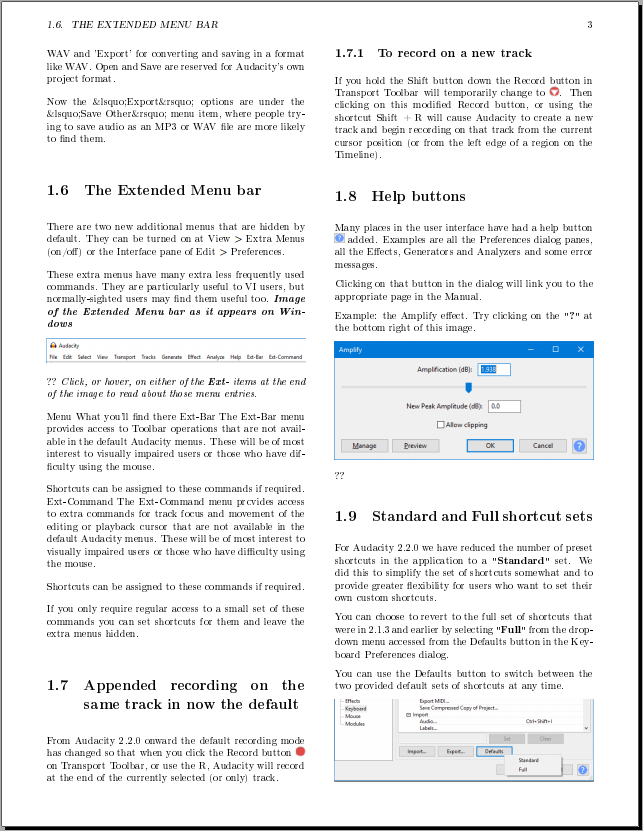 1.6. THE EXTENDED MENU BAR 3
WAV and 'Export' for converting and saving in a format
like WAV. Open and Save are reserved for Audacity's own
project format.
Now the &lsquo;Export&rsquo; options are under the
&lsquo;Save Other&rsquo; menu item, where people try-
ing to save audio as an MP3 or WAV file are more likely
to find them.
1.6 The Extended Menu bar
There are two new additional menus that are hidden by
default. They can be turned on at View > Extra Menus
(on/off) or the Interface pane of Edit > Preferences.
These extra menus have many extra less frequently used
commands. They are particularly useful to VI users, but
normally-sighted users may find them useful too. Image
of the Extended Menu bar as it appears on Win-
dows
Audacity
File Edit Select View Transport Tracks Generate Effect Analyze Help Ext-Bar Ext-Command
?? Click, or hover, on either of the Ext- items at the end
of the image to read about those menu entries.
Menu What you'll find there Ext-Bar The Ext-Bar menu
provides access to Toolbar operations that are not avail-
able in the default Audacity menus. These will be of most
interest to visually impaired users or those who have dif-
ficulty using the mouse.
Shortcuts can be assigned to these commands if required.
Ext-Command The Ext-Command menu provides access
to extra commands for track focus and movement of the
editing or playback cursor that are not available in the
default Audacity menus. These will be of most interest to
visually impaired users or those who have difficulty using
the mouse.
Shortcuts can be assigned to these commands if required.
If you only require regular access to a small set of these
commands you can set shortcuts for them and leave the
extra menus hidden.
1.7 Appended recording on the
same track in now the default
From Audacity 2.2.0 onward the default recording mode
has changed so that when you click the Record button
on Transport Toolbar, or use the R, Audacity will record
at the end of the currently selected (or only) track.
1.7.1 To record on a new track
If you hold the Shift button down the Record button in
Transport Toolbar will temporarily change to . Then
clicking on this modified Record button, or using the
shortcut Shift + R will cause Audacity to create a new
track and begin recording on that track from the current
cursor position (or from the left edge of a region on the
Timeline).
1.8 Help buttons
Many places in the user interface have had a help button
? added. Examples are all the Preferences dialog panes,
all the Effects, Generators and Analyzers and some error
messages.
Clicking on that button in the dialog will link you to the
appropriate page in the Manual.
Example: the Amplify effect. Try clicking on the "?" at
the bottom right of this image.
Amplify
Amplification (dB): 1.938
New Peak Amplitude (dB): 0.0
Allow clipping
Manage Preview OK Cancel ?
??
1.9 Standard and Full shortcut sets
For Audacity 2.2.0 we have reduced the number of preset
shortcuts in the application to a "Standard" set. We
did this to simplify the set of shortcuts somewhat and to
provide greater flexibility for users who want to set their
own custom shortcuts.
You can choose to revert to the full set of shortcuts that
were in 2.1.3 and earlier by selecting "Full" from the drop-
down menu accessed from the Defaults button in the Key-
board Preferences dialog.
You can use the Defaults button to switch between the
two provided default sets of shortcuts at any time.
Effects Export MIDI...
Keyboard Save Compressed Copy of Project...
Mouse Import
Modules Audio... Ctrl+Shift+I
Labels...
Set Clear
Import... Export... Defaults
Standard
Full ?